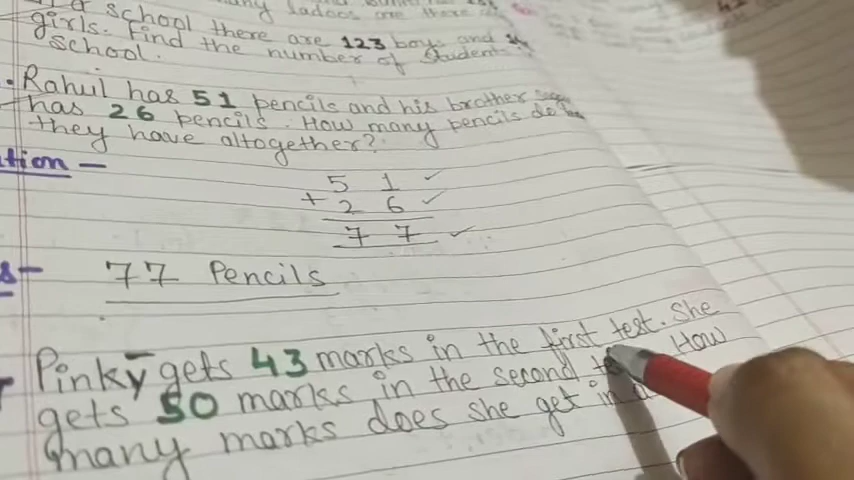 school there are 123 boys and
girls. Find the number of students
school.
Rahul has 51 pencils and his brother
has 26 pencils. How many pencils do
they have altogether?
tion –
5 1 ✓
+ 2 6 ✓
7 7 ✓
s– 77 Pencils
Pinky gets 43 marks in the first test. She
gets 50 marks in the second How
many marks does she get in